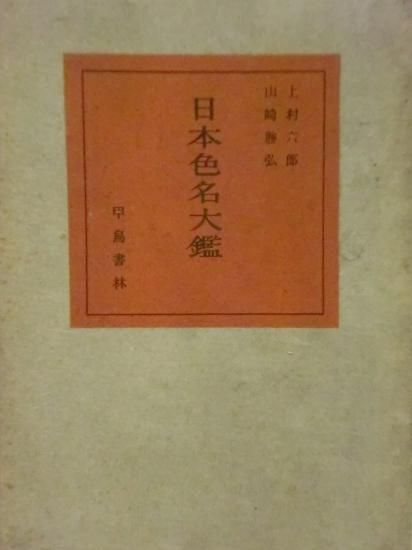 上村六郎
山崎勝弘
日本色名大鑑
甲鳥書林